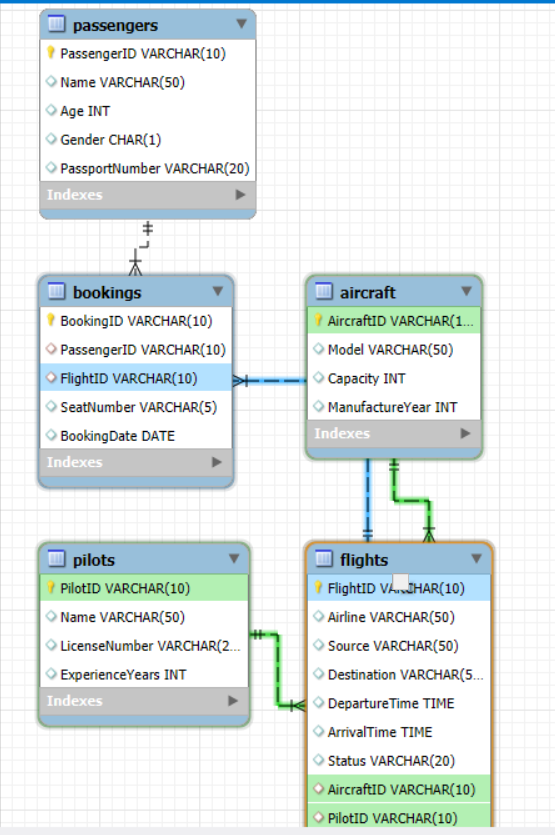 passengers
PassengerID VARCHAR(10)
Name VARCHAR(50)
Age INT
Gender CHAR(1)
PassportNumber VARCHAR(20)
Indexes
bookings
BookingID VARCHAR(10)
PassengerID VARCHAR(10)
FlightID VARCHAR(10)
SeatNumber VARCHAR(5)
BookingDate DATE
Indexes
aircraft
AircraftID VARCHAR(1...
Model VARCHAR(50)
Capacity INT
ManufactureYear INT
Indexes
pilots
PilotID VARCHAR(10)
Name VARCHAR(50)
LicenseNumber VARCHAR(2...
ExperienceYears INT
Indexes
flights
FlightID VARCHAR(10)
Airline VARCHAR(50)
Source VARCHAR(50)
Destination VARCHAR(5...
DepartureTime TIME
ArrivalTime TIME
Status VARCHAR(20)
AircraftID VARCHAR(10)
PilotID VARCHAR(10)